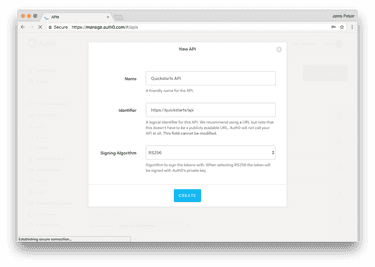 APIs
Secure https://manage.auth0.com/#/apis
New API
Name
Quickstarts API
A friendly name for the API.
Identifier
https://quickstarts/api
A logical identifier for this API. We recommend using a URL but note that
this doesn't have to be a publicly available URL, Auth0 will not call your
API at all. This field cannot be modified.
Signing Algorithm
RS256
Algorithm to sign the tokens with. When selecting RS256 the token will
be signed with Auth0's private key.
CREATE
Establishing secure connection...